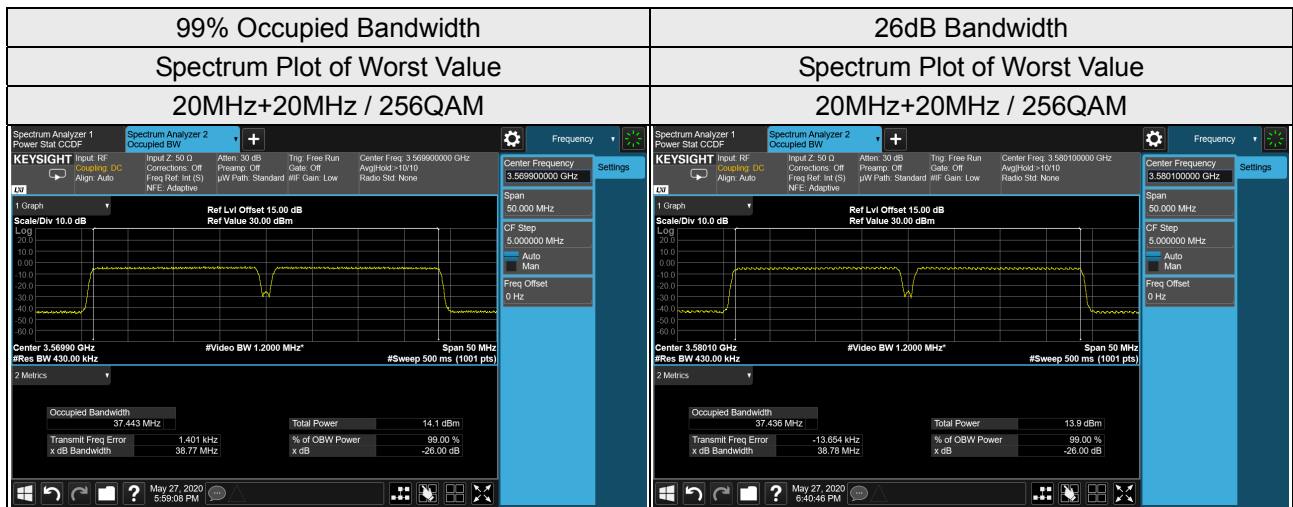 99% Occupied Bandwidth
26dB Bandwidth
Spectrum Plot of Worst Value
Spectrum Plot of Worst Value
20MHz+20MHz / 256QAM
20MHz+20MHz / 256QAM
Spectrum Analyzer 1
Power Stat CCDF
Spectrum Analyzer 2
Occupied BW
Frequency
KEYSIGHT
Input: RF
Coupling: DC
Align: Auto
Input Z: 50 Ω
Corrections: Off
Freq Ref: Int (S)
NFE: Adaptive
Atten: 30 dB
Preamp: Off
µW Path: Standard
Trig: Free Run
Gate: Off
#IF Gain: Low
Center Freq: 3.569900000 GHz
Avg|Hold:>10/10
Radio Std: None
LXI
Center Frequency
3.569900000 GHz
Settings
Span
50.000 MHz
CF Step
5.000000 MHz
Auto
Man
Freq Offset
0 Hz
1 Graph
Scale/Div 10.0 dB
Ref Lvl Offset 15.00 dB
Ref Value 30.00 dBm
Log
20.0
10.0
0.00
-10.0
-20.0
-30.0
-40.0
-50.0
-60.0
Center 3.56990 GHz
#Video BW 1.2000 MHz*
Span 50 MHz
#Res BW 430.00 kHz
#Sweep 500 ms (1001 pts)
2 Metrics
Occupied Bandwidth
37.443 MHz
Total Power 14.1 dBm
Transmit Freq Error 1.401 kHz
% of OBW Power 99.00 %
x dB Bandwidth 38.77 MHz
x dB -26.00 dB
?
May 27, 2020
5:59:08 PM
Spectrum Analyzer 1
Power Stat CCDF
Spectrum Analyzer 2
Occupied BW
Frequency
KEYSIGHT
Input: RF
Coupling: DC
Align: Auto
Input Z: 50 Ω
Corrections: Off
Freq Ref: Int (S)
NFE: Adaptive
Atten: 30 dB
Preamp: Off
µW Path: Standard
Trig: Free Run
Gate: Off
#IF Gain: Low
Center Freq: 3.580100000 GHz
Avg|Hold:>10/10
Radio Std: None
LXI
Center Frequency
3.580100000 GHz
Settings
Span
50.000 MHz
CF Step
5.000000 MHz
Auto
Man
Freq Offset
0 Hz
1 Graph
Scale/Div 10.0 dB
Ref Lvl Offset 15.00 dB
Ref Value 30.00 dBm
Log
20.0
10.0
0.00
-10.0
-20.0
-30.0
-40.0
-50.0
-60.0
Center 3.58010 GHz
#Video BW 1.2000 MHz*
Span 50 MHz
#Res BW 430.00 kHz
#Sweep 500 ms (1001 pts)
2 Metrics
Occupied Bandwidth
37.436 MHz
Total Power 13.9 dBm
Transmit Freq Error -13.654 kHz
% of OBW Power 99.00 %
x dB Bandwidth 38.78 MHz
x dB -26.00 dB
?
May 27, 2020
6:40:46 PM